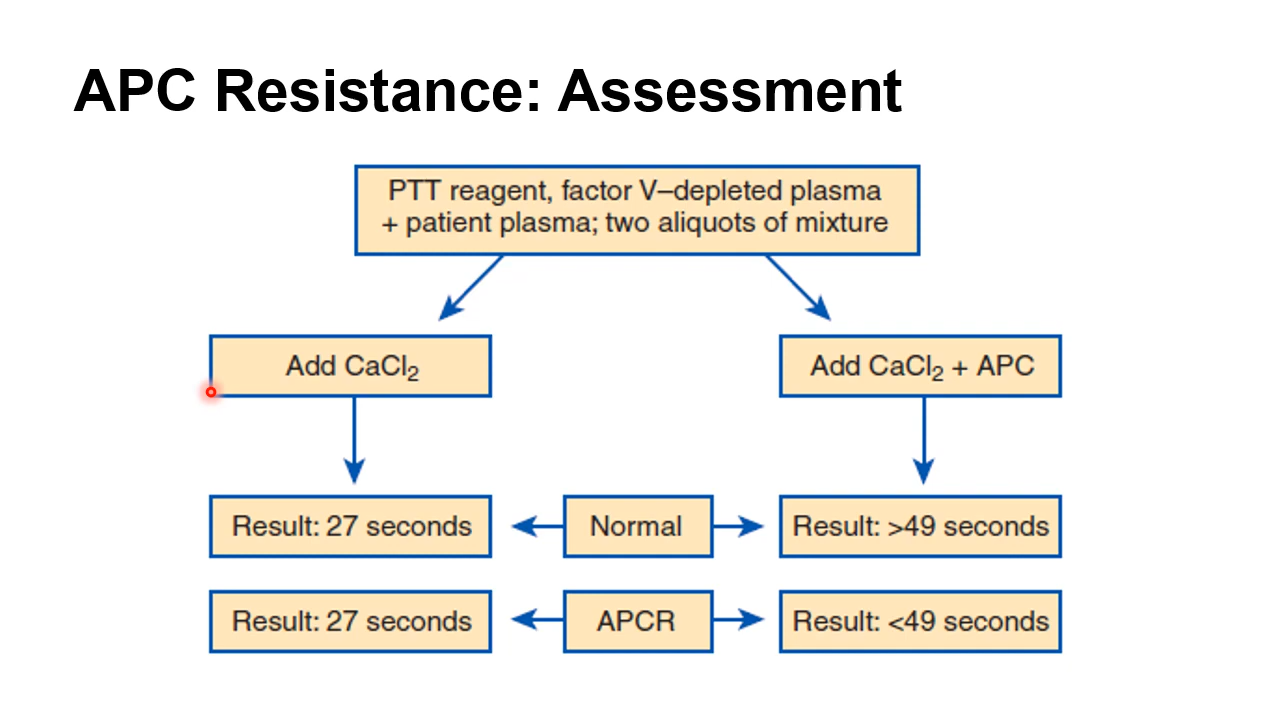 APC Resistance: Assessment
PTT reagent, factor V–depleted plasma
+ patient plasma; two aliquots of mixture
Add CaCl₂
Add CaCl₂ + APC
Result: 27 seconds
Normal
Result: >49 seconds
Result: 27 seconds
APCR
Result: <49 seconds